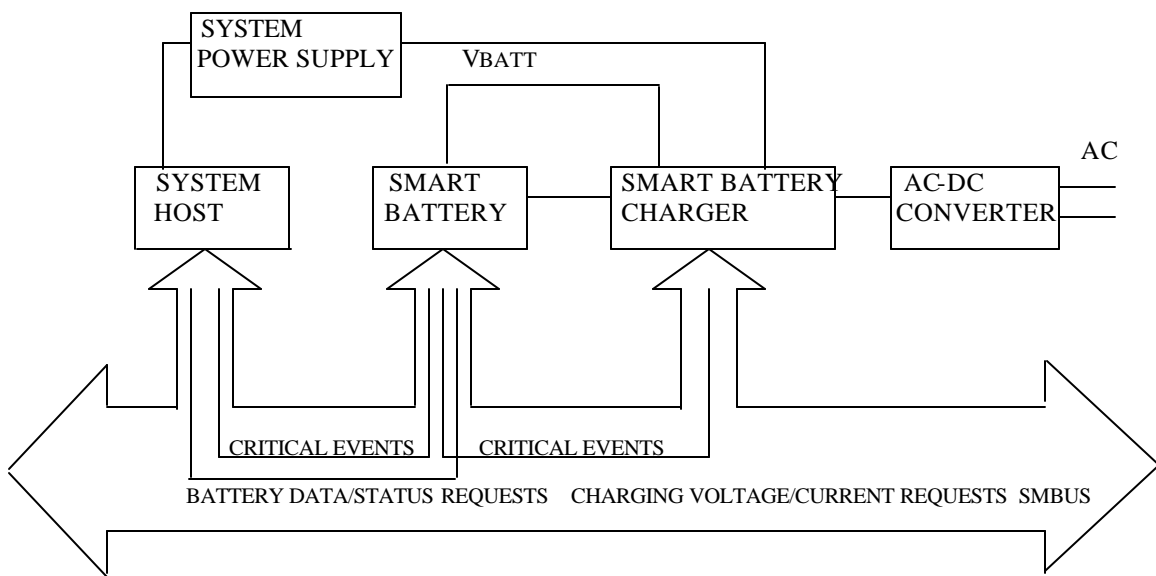 SYSTEM
POWER SUPPLY
VBATT
AC
SYSTEM
HOST
SMART
BATTERY
SMART BATTERY
CHARGER
AC-DC
CONVERTER
CRITICAL EVENTS
CRITICAL EVENTS
BATTERY DATA/STATUS REQUESTS
CHARGING VOLTAGE/CURRENT REQUESTS
SMBUS